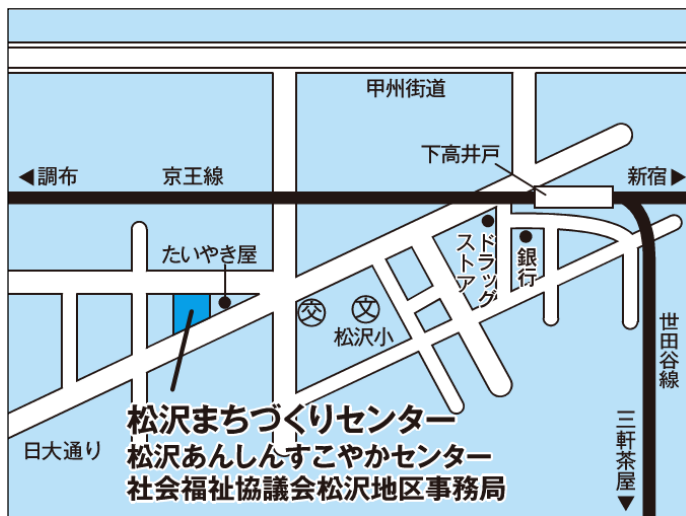 甲州街道
下高井戸
◀調布
京王線
新宿▶
たいやき屋
ドラッグ
ストア
銀行
交
文
松沢小
世田谷線
松沢まちづくりセンター
松沢あんしんすこやかセンター
社会福祉協議会松沢地区事務局
日大通り
三軒茶屋▼